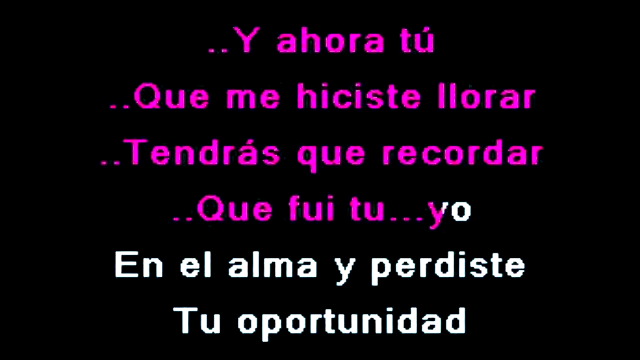 ..Y ahora tú
..Que me hiciste llorar
..Tendrás que recordar
..Que fui tu...yo
En el alma y perdiste
Tu oportunidad